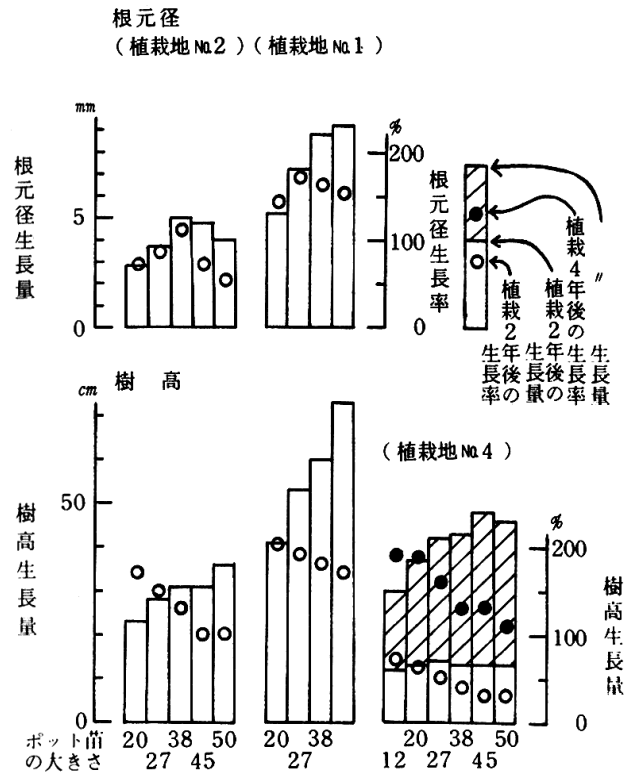 根元径
(植栽地№2)(植栽地№1)
mm
根元径生長量
5
0
%
200
100
0
根元径生長率
植栽2年後の生長率
植栽2年後の生長量
植栽4年後の生長率
〃 生長量
樹 高
cm
樹高生長量
50
0
(植栽地№4)
%
200
100
0
樹高生長量
ポット苗の大きさ
20 27 38 45 50
20 27 38
12 20 27 38 45 50